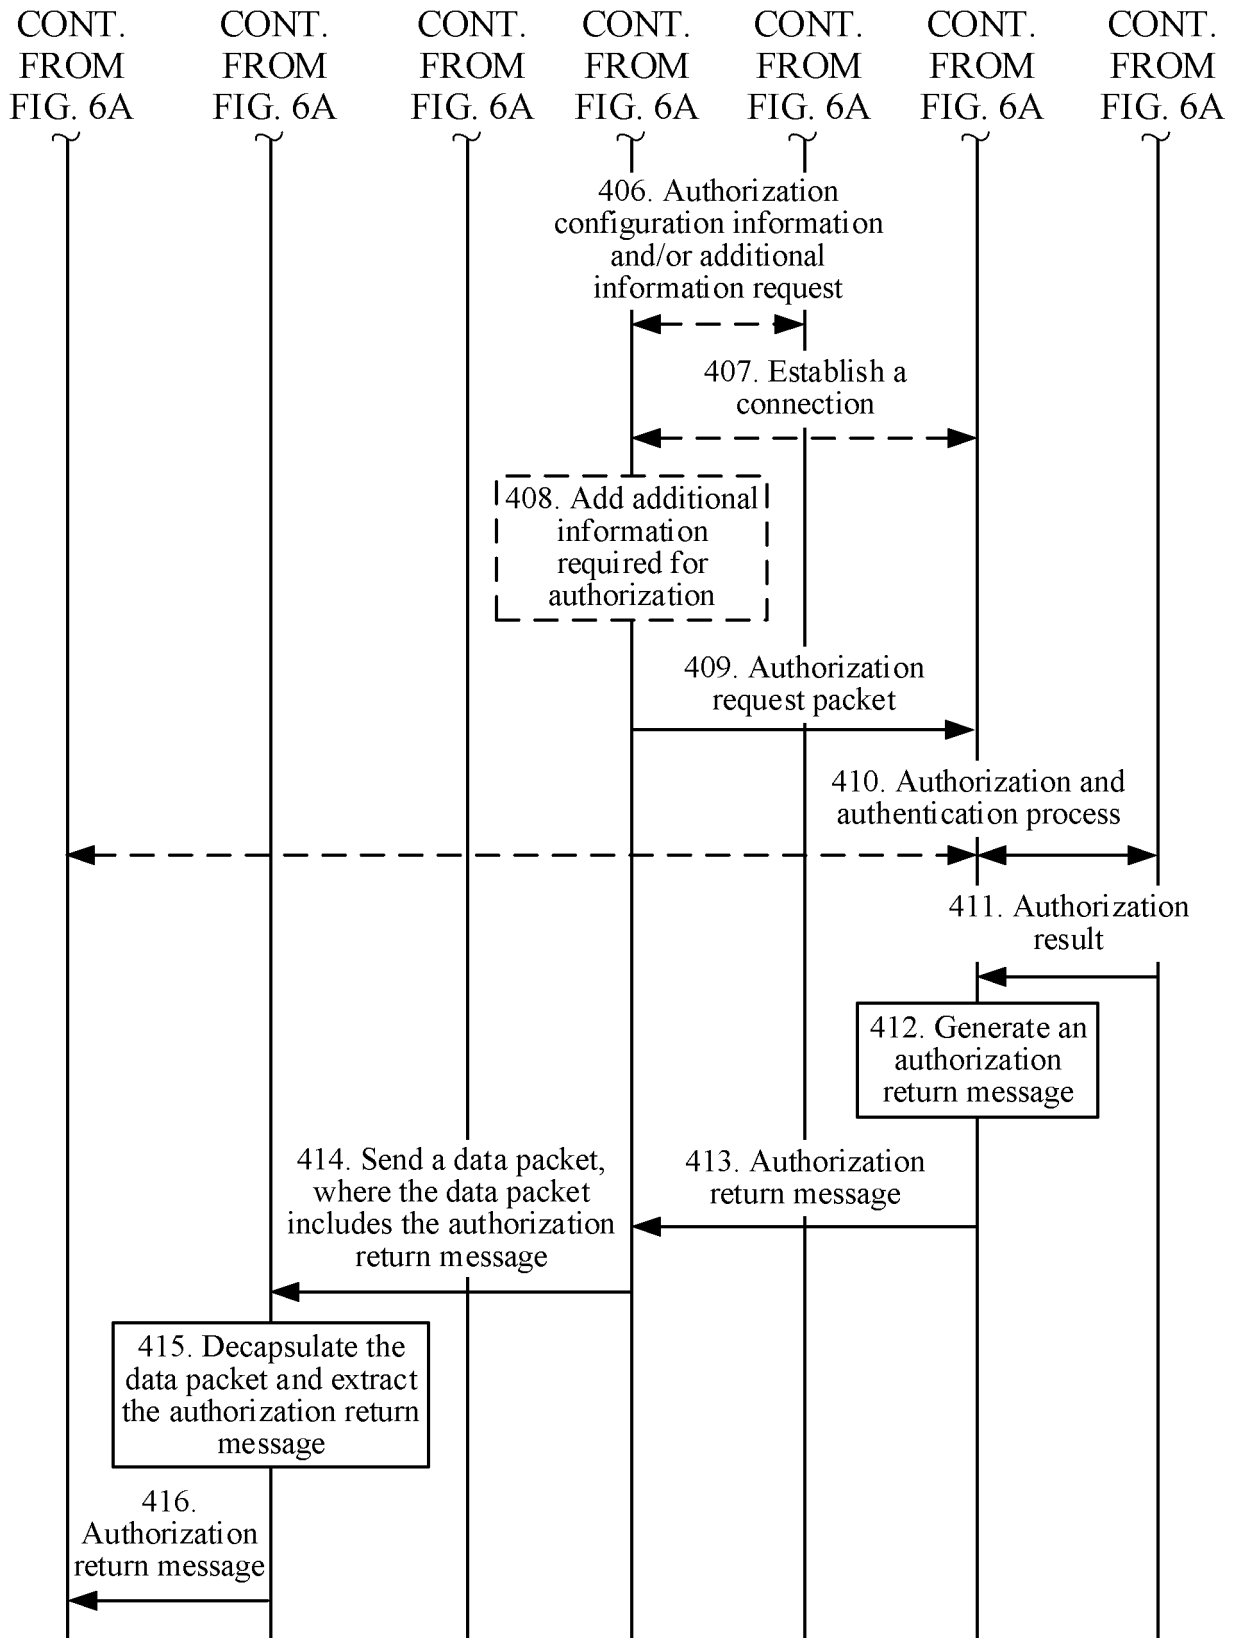 CONT. CONT. CONT. CONT. CONT. CONT. CONT.
FROM FROM FROM FROM FROM FROM FROM
FIG. 6A FIG. 6A FIG. 6A FIG. 6A FIG. 6A FIG. 6A FIG. 6A
406. Authorization
configuration information
and/or additional
information request
407. Establish a
connection
408. Add additional
information
required for
authorization
409. Authorization
request packet
410. Authorization and
authentication process
411. Authorization
result
412. Generate an
authorization
return message
413. Authorization
return message
414. Send a data packet,
where the data packet
includes the authorization
return message
415. Decapsulate the
data packet and extract
the authorization return
message
416.
Authorization
return message